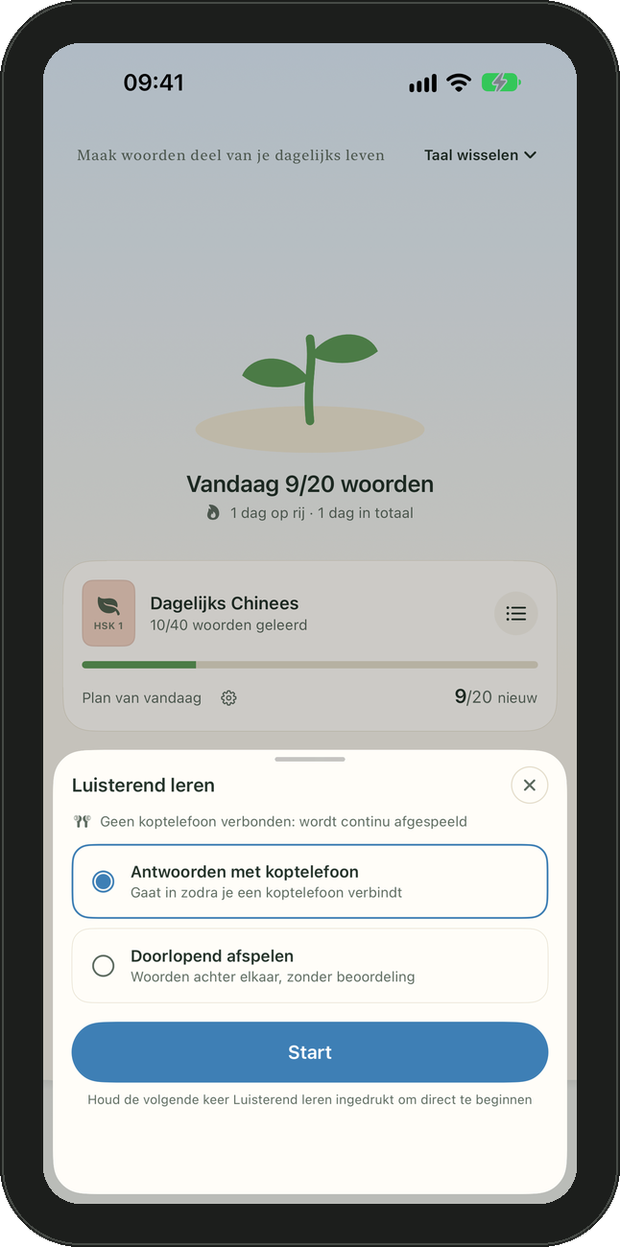 09:41
Maak woorden deel van je dagelijks leven
Taal wisselen
Vandaag 9/20 woorden
1 dag op rij · 1 dag in totaal
HSK 1
Dagelijks Chinees
10/40 woorden geleerd
Plan van vandaag
9/20 nieuw
Luisterend leren
Geen koptelefoon verbonden: wordt continu afgespeeld
Antwoorden met koptelefoon
Gaat in zodra je een koptelefoon verbindt
Doorlopend afspelen
Woorden achter elkaar, zonder beoordeling
Start
Houd de volgende keer Luisterend leren ingedrukt om direct te beginnen